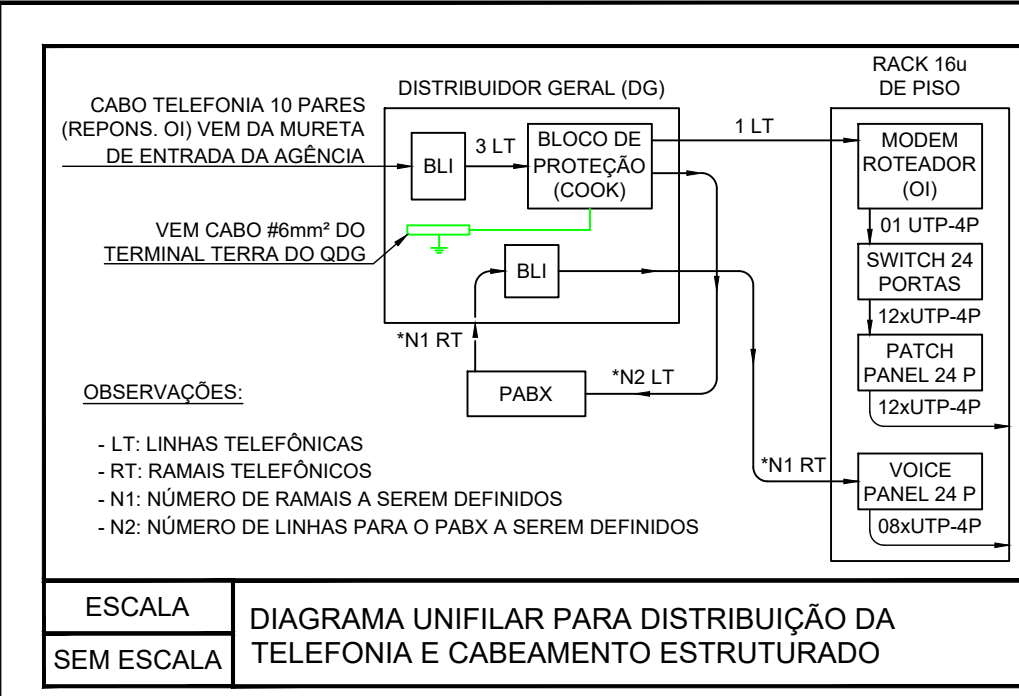 CABO TELEFONIA 10 PARES
(REPONS. OI) VEM DA MURETA
DE ENTRADA DA AGÊNCIA
DISTRIBUIDOR GERAL (DG)
BLI
3 LT
BLOCO DE
PROTEÇÃO
(COOK)
1 LT
RACK 16u
DE PISO
MODEM
ROTEADOR
(OI)
01 UTP-4P
SWITCH 24
PORTAS
12xUTP-4P
PATCH
PANEL 24 P
12xUTP-4P
VEM CABO #6mm² DO
TERMINAL TERRA DO QDG
BLI
*N1 RT
PABX
*N2 LT
*N1 RT
VOICE
PANEL 24 P
08xUTP-4P
OBSERVAÇÕES:
- LT: LINHAS TELEFÔNICAS
- RT: RAMAIS TELEFÔNICOS
- N1: NÚMERO DE RAMAIS A SEREM DEFINIDOS
- N2: NÚMERO DE LINHAS PARA O PABX A SEREM DEFINIDOS
ESCALA
SEM ESCALA
DIAGRAMA UNIFILAR PARA DISTRIBUIÇÃO DA
TELEFONIA E CABEAMENTO ESTRUTURADO